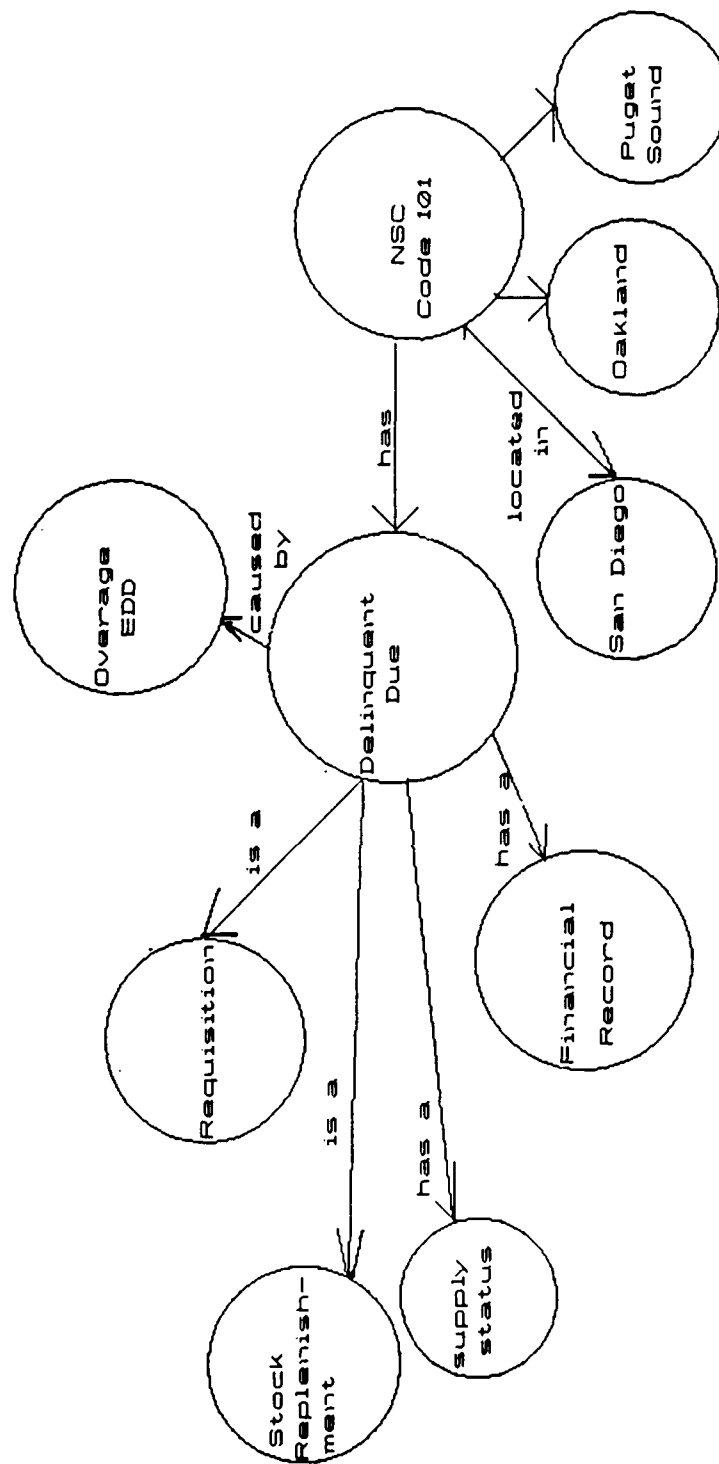 Overage
EDD
Requisition
is a
caused
by
Stock
Replenish-
ment
is a
Delinquent
Due
has
NSC
Code 101
has a
supply
status
has a
located
in
Financial
Record
San Diego
Oakland
Puget
Sound